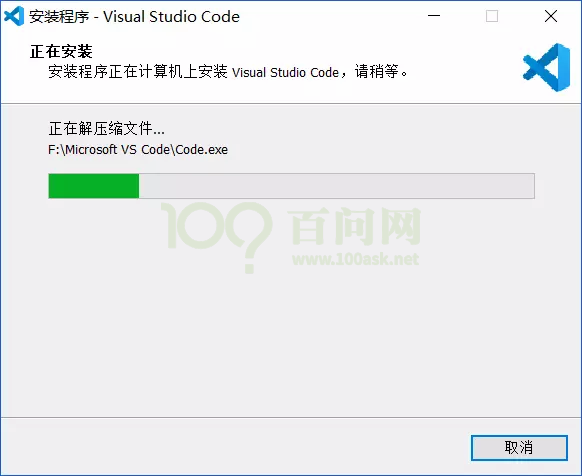 安装程序 - Visual Studio Code
正在安装
安装程序正在计算机上安装 Visual Studio Code，请稍等。
正在解压缩文件...
F:\Microsoft VS Code\Code.exe
100?百问网
www.100ask.net
取消